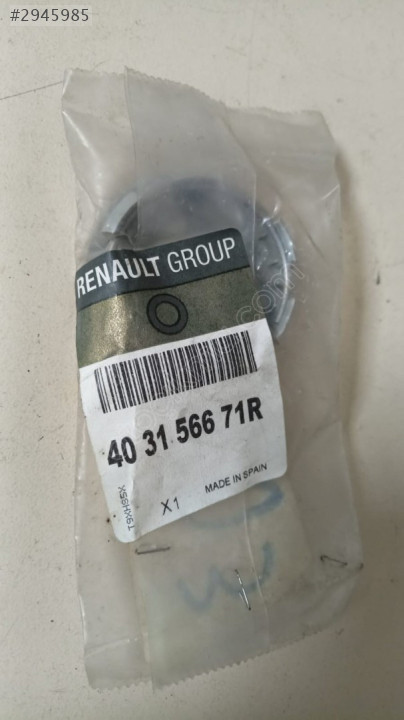 #2945985
RENAULT GROUP
40 31 566 71R
X1
MADE IN SPAIN